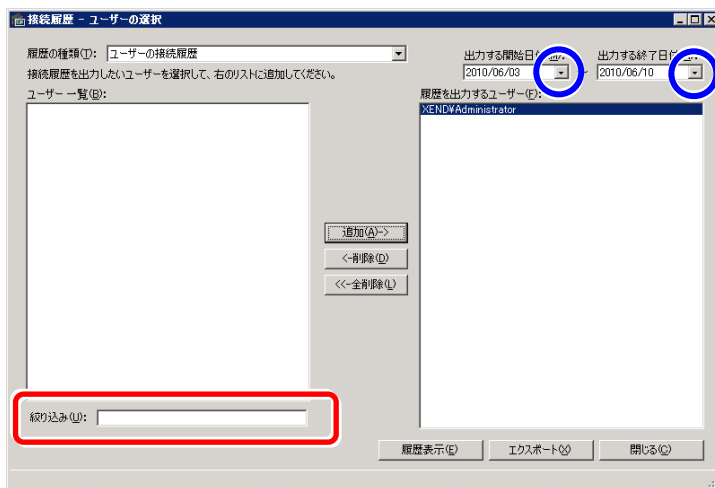 接続履歴 - ユーザーの選択
履歴の種類(T): ユーザーの接続履歴
出力する開始日付
出力する終了日付
接続履歴を出力したいユーザーを選択して、右のリストに追加してください。
2010/06/03 ~ 2010/06/10
ユーザー一覧(B):
履歴を出力するユーザー(F):
XEND¥Administrator
追加(A)->
<-削除(D)
<<-全削除(L)
絞り込み(U):
履歴表示(E) エクスポート(X) 閉じる(C)